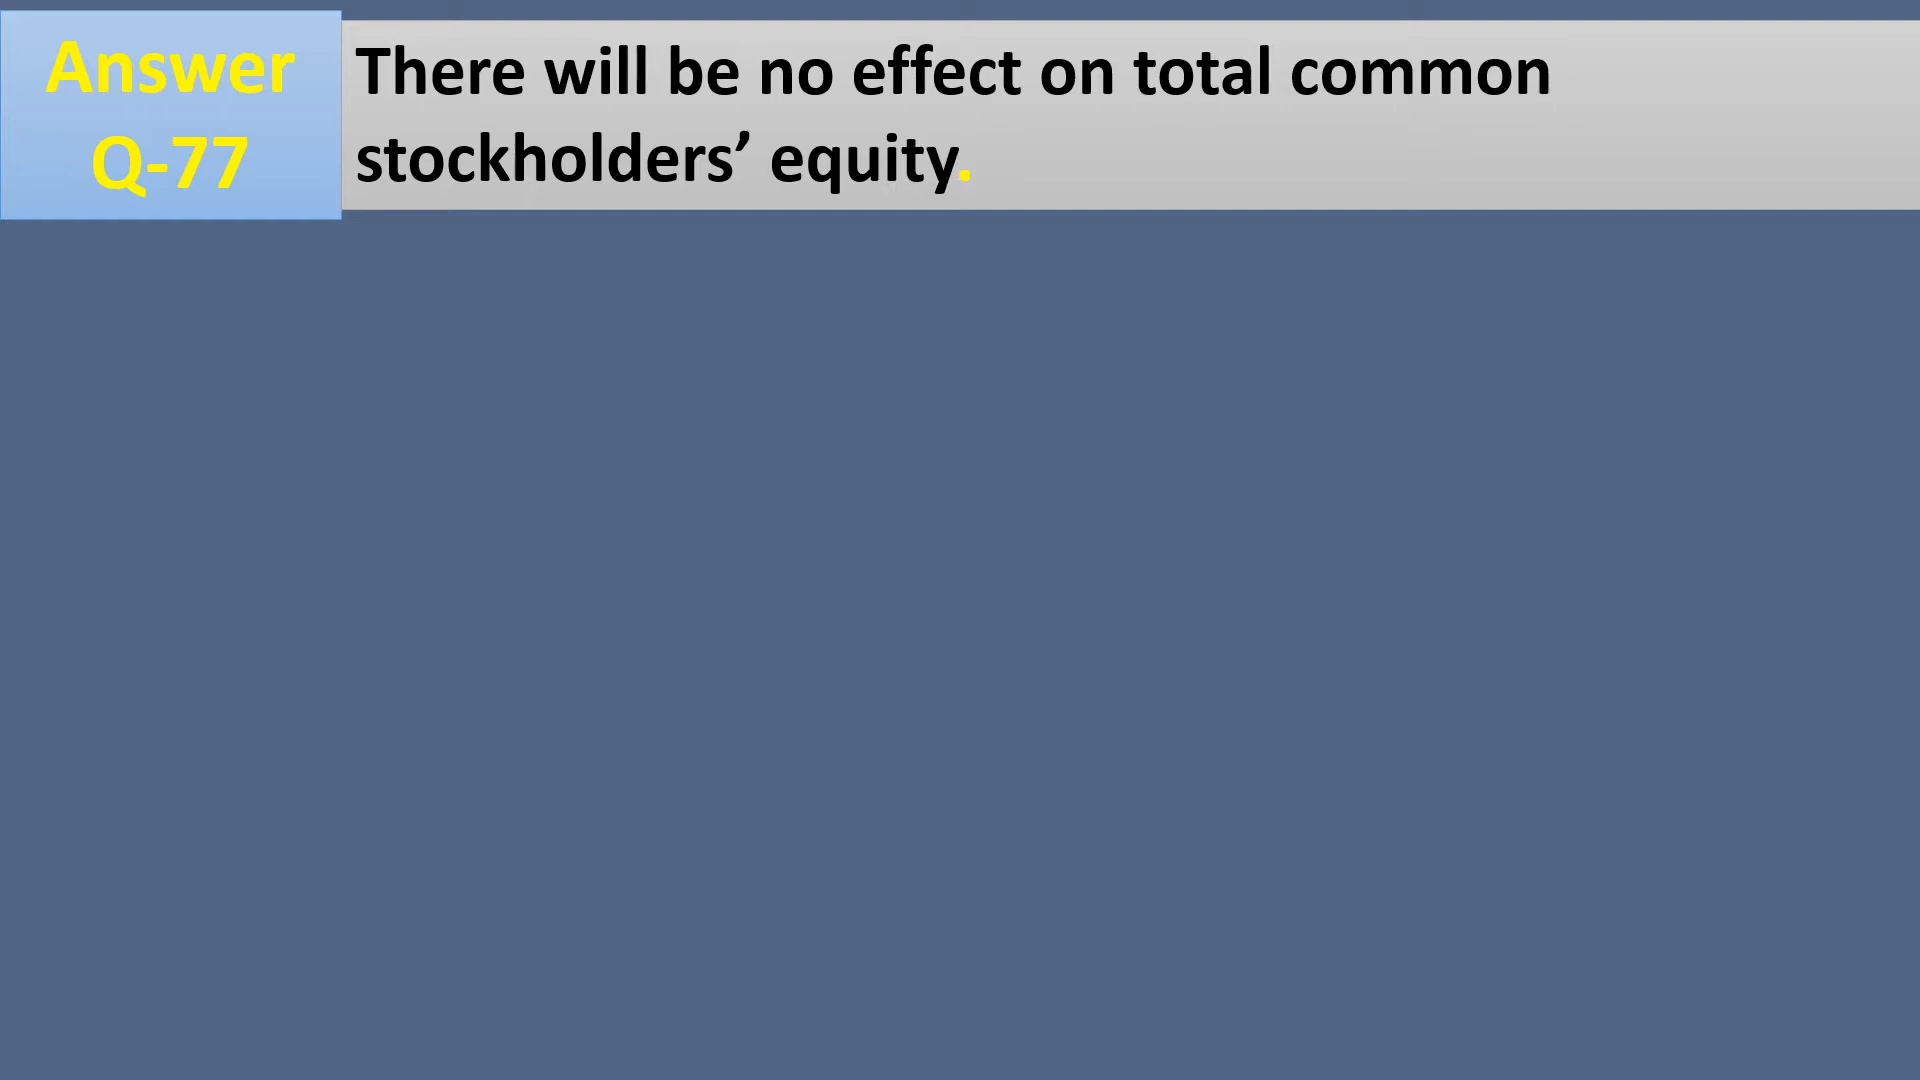 Answer
Q-77
There will be no effect on total common
stockholders’ equity.